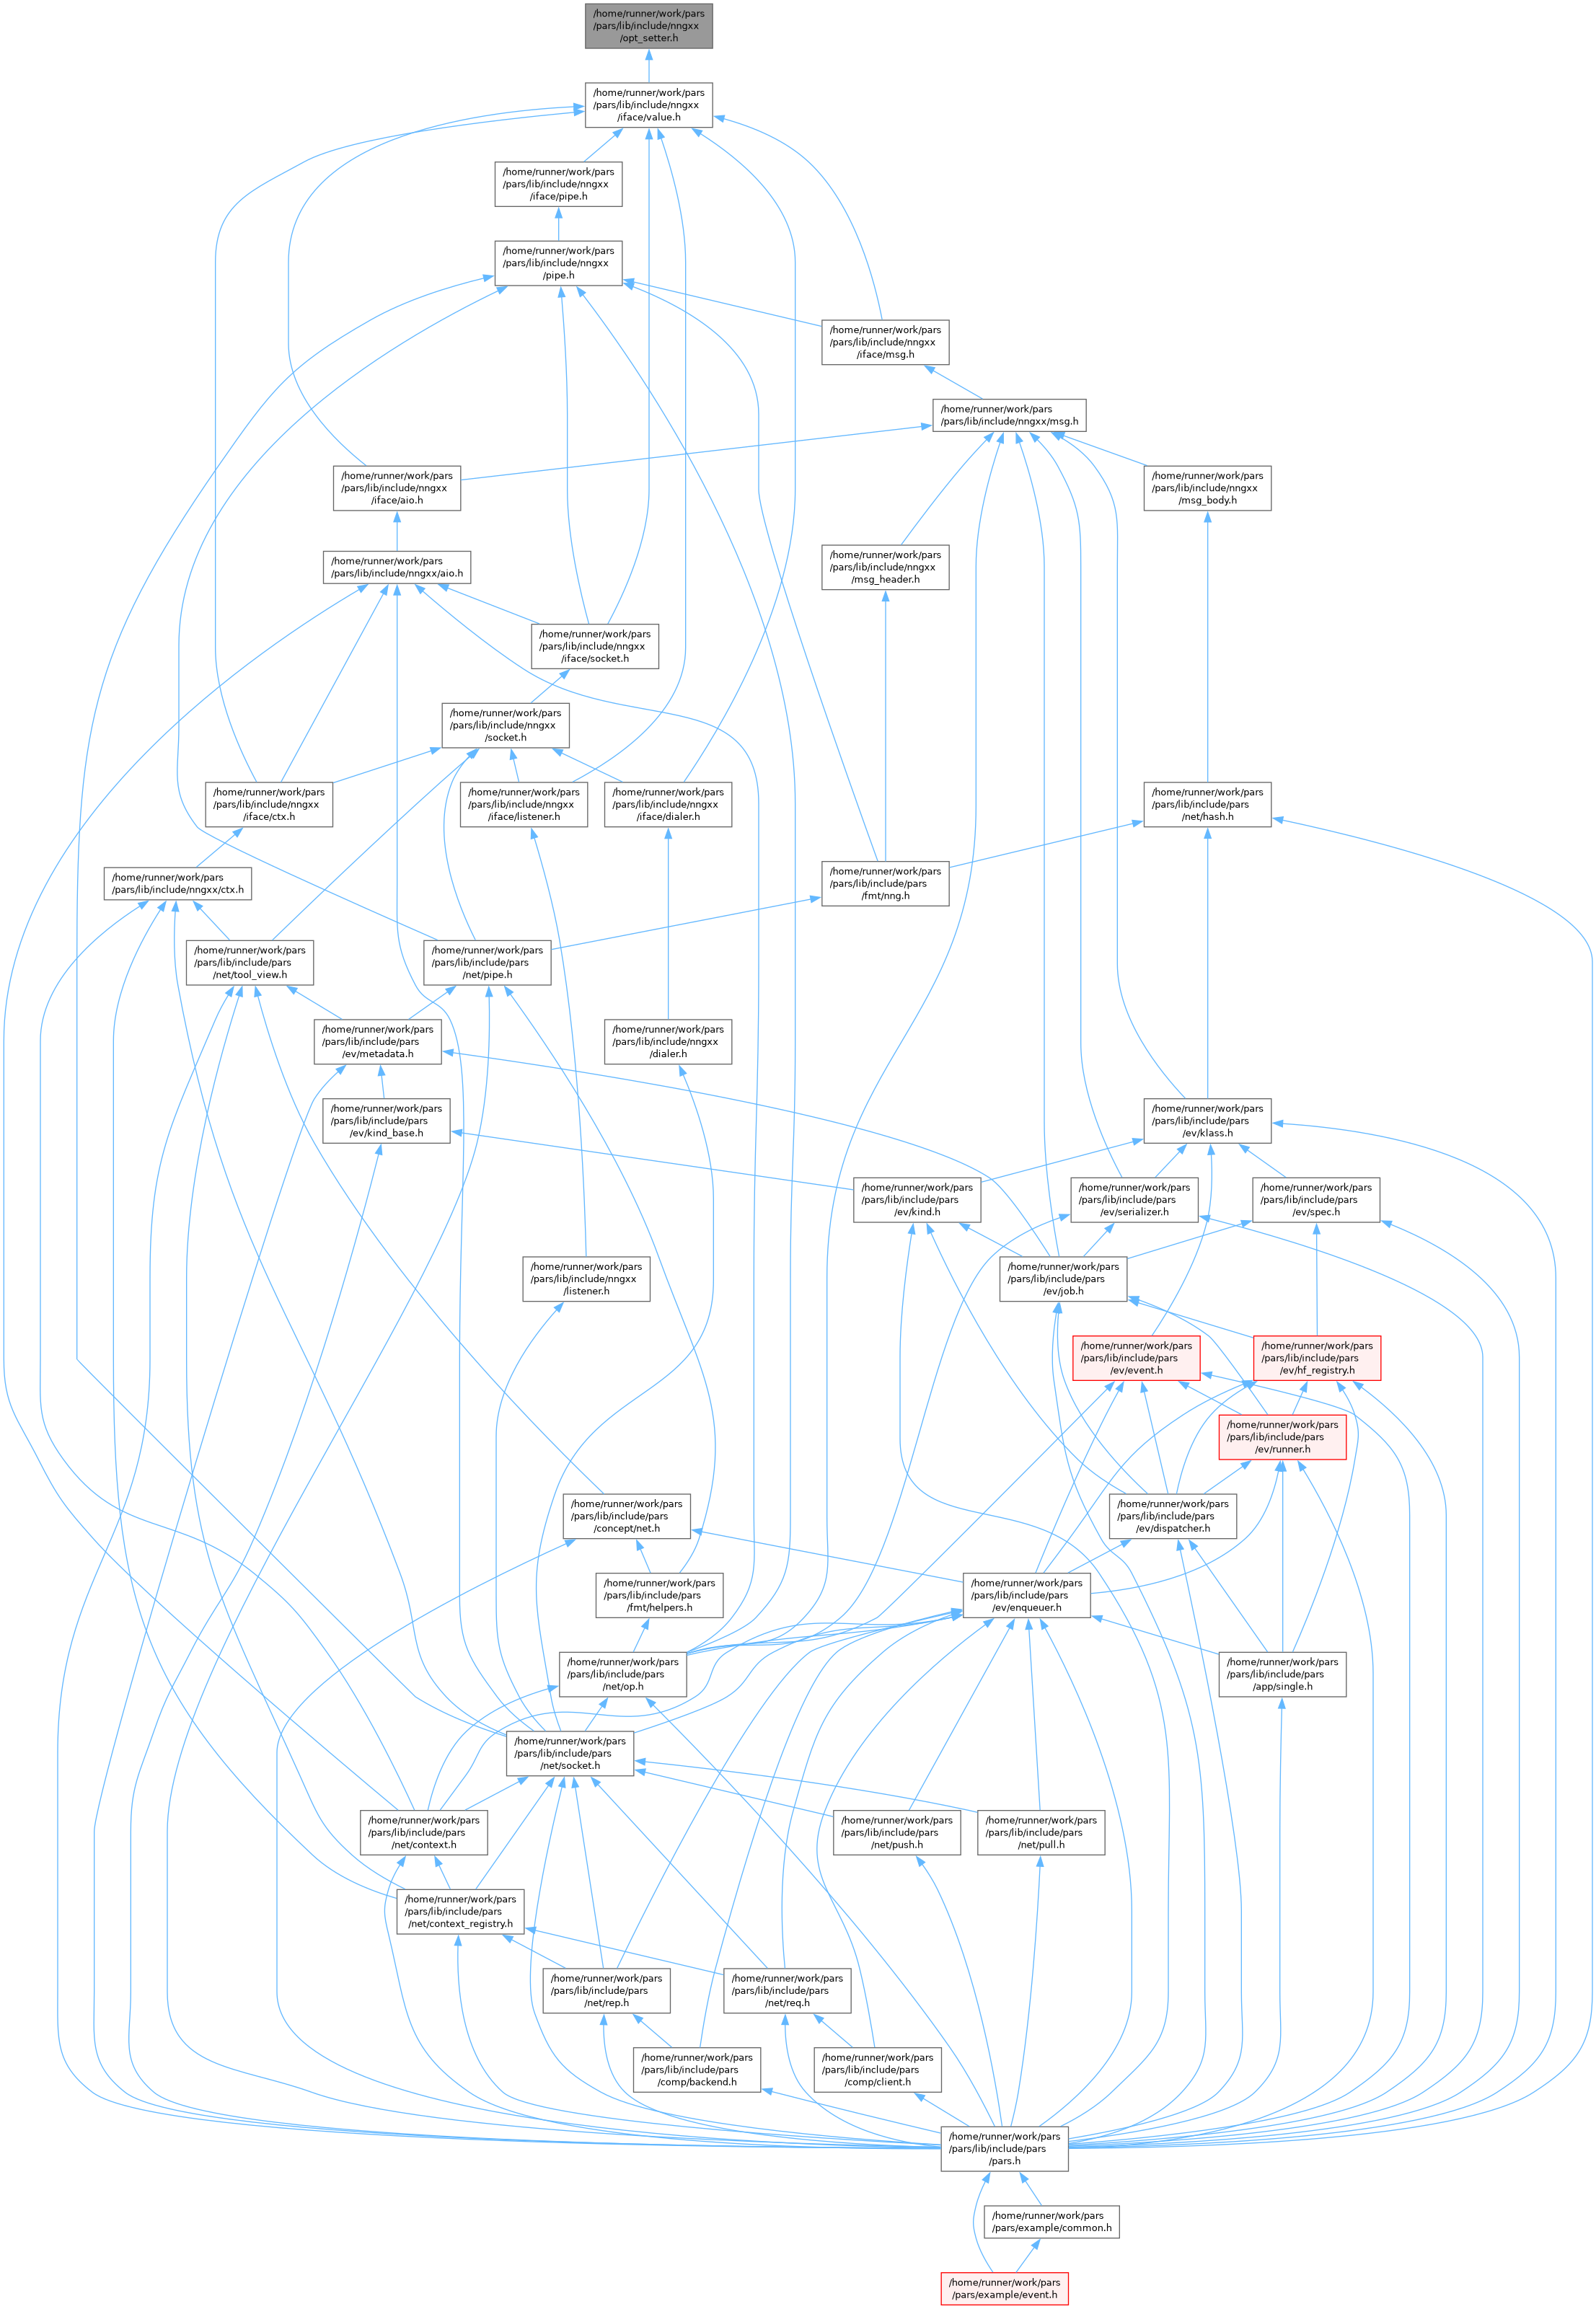 /home/runner/work/pars
/pars/lib/include/nngxx
/opt_setter.h
/home/runner/work/pars
/pars/lib/include/nngxx
/iface/value.h
/home/runner/work/pars
/pars/lib/include/nngxx
/iface/pipe.h
/home/runner/work/pars
/pars/lib/include/nngxx
/pipe.h
/home/runner/work/pars
/pars/lib/include/nngxx
/iface/msg.h
/home/runner/work/pars
/pars/lib/include/nngxx/msg.h
/home/runner/work/pars
/pars/lib/include/nngxx
/iface/aio.h
/home/runner/work/pars
/pars/lib/include/nngxx
/msg_body.h
/home/runner/work/pars
/pars/lib/include/nngxx/aio.h
/home/runner/work/pars
/pars/lib/include/nngxx
/msg_header.h
/home/runner/work/pars
/pars/lib/include/nngxx
/iface/socket.h
/home/runner/work/pars
/pars/lib/include/nngxx
/socket.h
/home/runner/work/pars
/pars/lib/include/nngxx
/iface/ctx.h
/home/runner/work/pars
/pars/lib/include/nngxx
/iface/listener.h
/home/runner/work/pars
/pars/lib/include/nngxx
/iface/dialer.h
/home/runner/work/pars
/pars/lib/include/pars
/net/hash.h
/home/runner/work/pars
/pars/lib/include/nngxx/ctx.h
/home/runner/work/pars
/pars/lib/include/pars
/fmt/nng.h
/home/runner/work/pars
/pars/lib/include/pars
/net/tool_view.h
/home/runner/work/pars
/pars/lib/include/pars
/net/pipe.h
/home/runner/work/pars
/pars/lib/include/pars
/ev/metadata.h
/home/runner/work/pars
/pars/lib/include/nngxx
/dialer.h
/home/runner/work/pars
/pars/lib/include/pars
/ev/kind_base.h
/home/runner/work/pars
/pars/lib/include/pars
/ev/klass.h
/home/runner/work/pars
/pars/lib/include/pars
/ev/kind.h
/home/runner/work/pars
/pars/lib/include/pars
/ev/serializer.h
/home/runner/work/pars
/pars/lib/include/pars
/ev/spec.h
/home/runner/work/pars
/pars/lib/include/nngxx
/listener.h
/home/runner/work/pars
/pars/lib/include/pars
/ev/job.h
/home/runner/work/pars
/pars/lib/include/pars
/ev/event.h
/home/runner/work/pars
/pars/lib/include/pars
/ev/hf_registry.h
/home/runner/work/pars
/pars/lib/include/pars
/ev/runner.h
/home/runner/work/pars
/pars/lib/include/pars
/concept/net.h
/home/runner/work/pars
/pars/lib/include/pars
/ev/dispatcher.h
/home/runner/work/pars
/pars/lib/include/pars
/fmt/helpers.h
/home/runner/work/pars
/pars/lib/include/pars
/ev/enqueuer.h
/home/runner/work/pars
/pars/lib/include/pars
/net/op.h
/home/runner/work/pars
/pars/lib/include/pars
/app/single.h
/home/runner/work/pars
/pars/lib/include/pars
/net/socket.h
/home/runner/work/pars
/pars/lib/include/pars
/net/context.h
/home/runner/work/pars
/pars/lib/include/pars
/net/push.h
/home/runner/work/pars
/pars/lib/include/pars
/net/pull.h
/home/runner/work/pars
/pars/lib/include/pars
/net/context_registry.h
/home/runner/work/pars
/pars/lib/include/pars
/net/rep.h
/home/runner/work/pars
/pars/lib/include/pars
/net/req.h
/home/runner/work/pars
/pars/lib/include/pars
/comp/backend.h
/home/runner/work/pars
/pars/lib/include/pars
/comp/client.h
/home/runner/work/pars
/pars/lib/include/pars
/pars.h
/home/runner/work/pars
/pars/example/common.h
/home/runner/work/pars
/pars/example/event.h